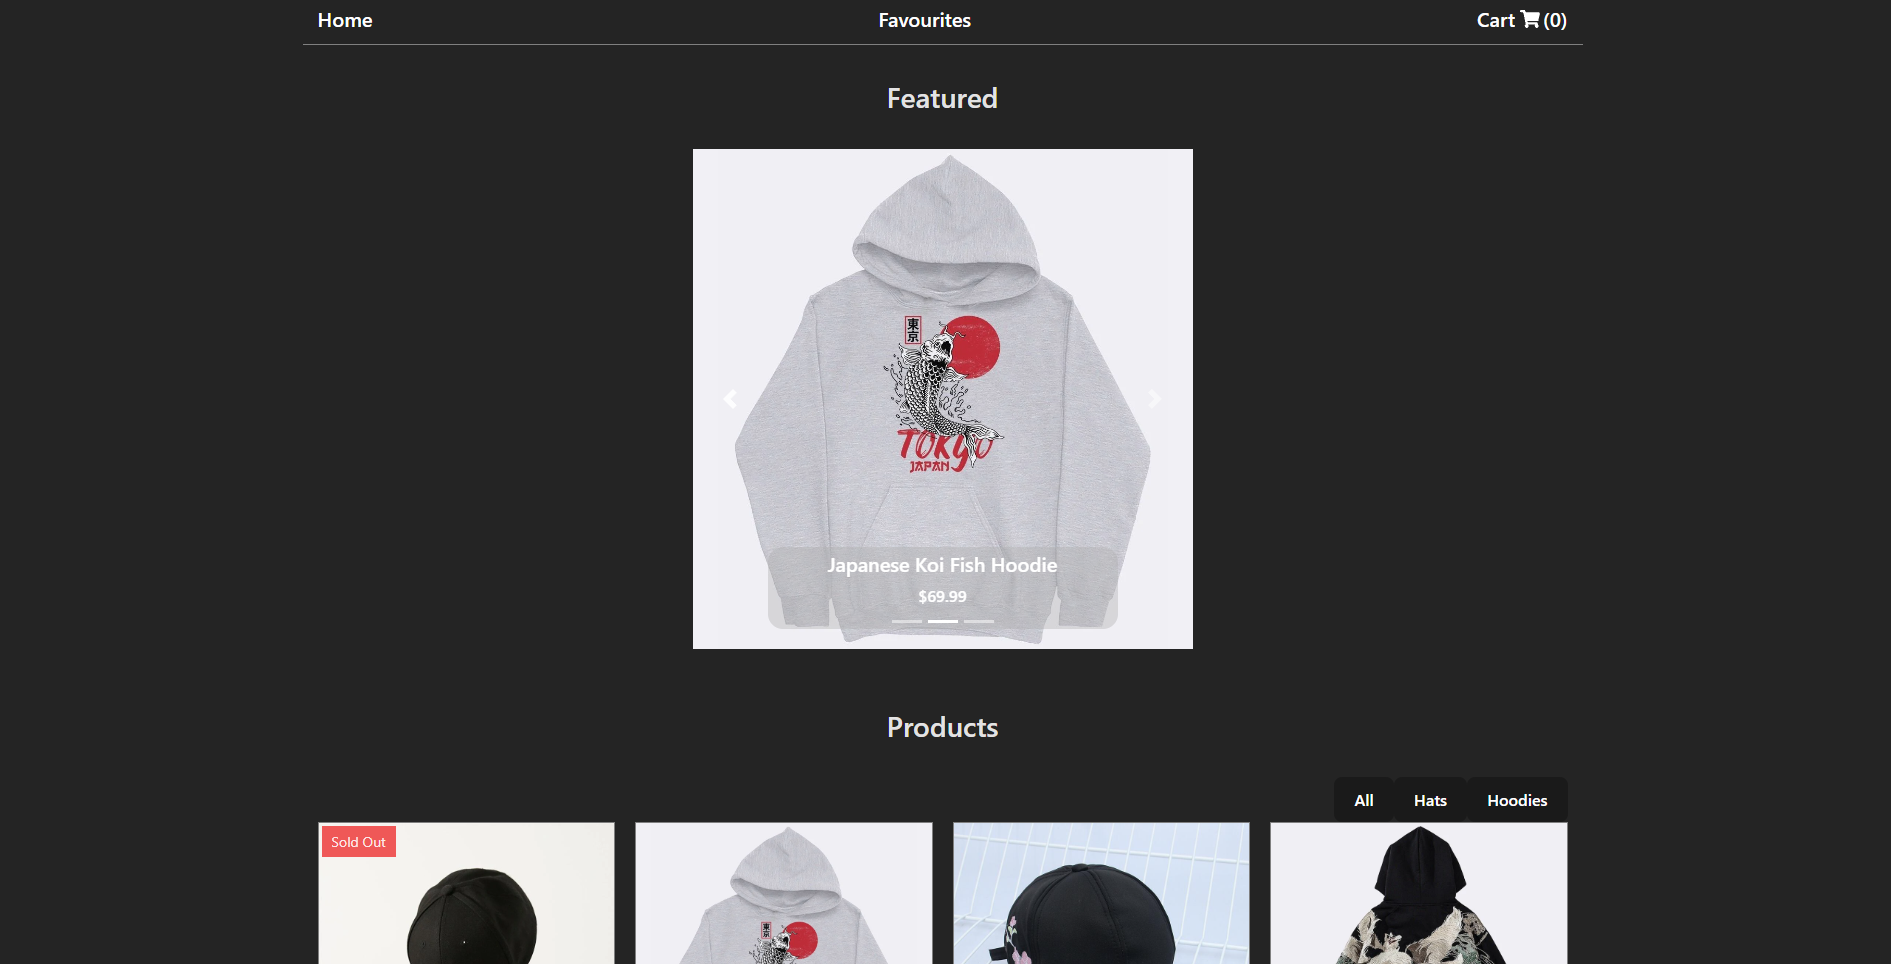 Home
Favourites
Cart (0)
Featured
東京
TOKYO
JAPAN
Japanese Koi Fish Hoodie
$69.99
Products
All
Hats
Hoodies
Sold Out
東京